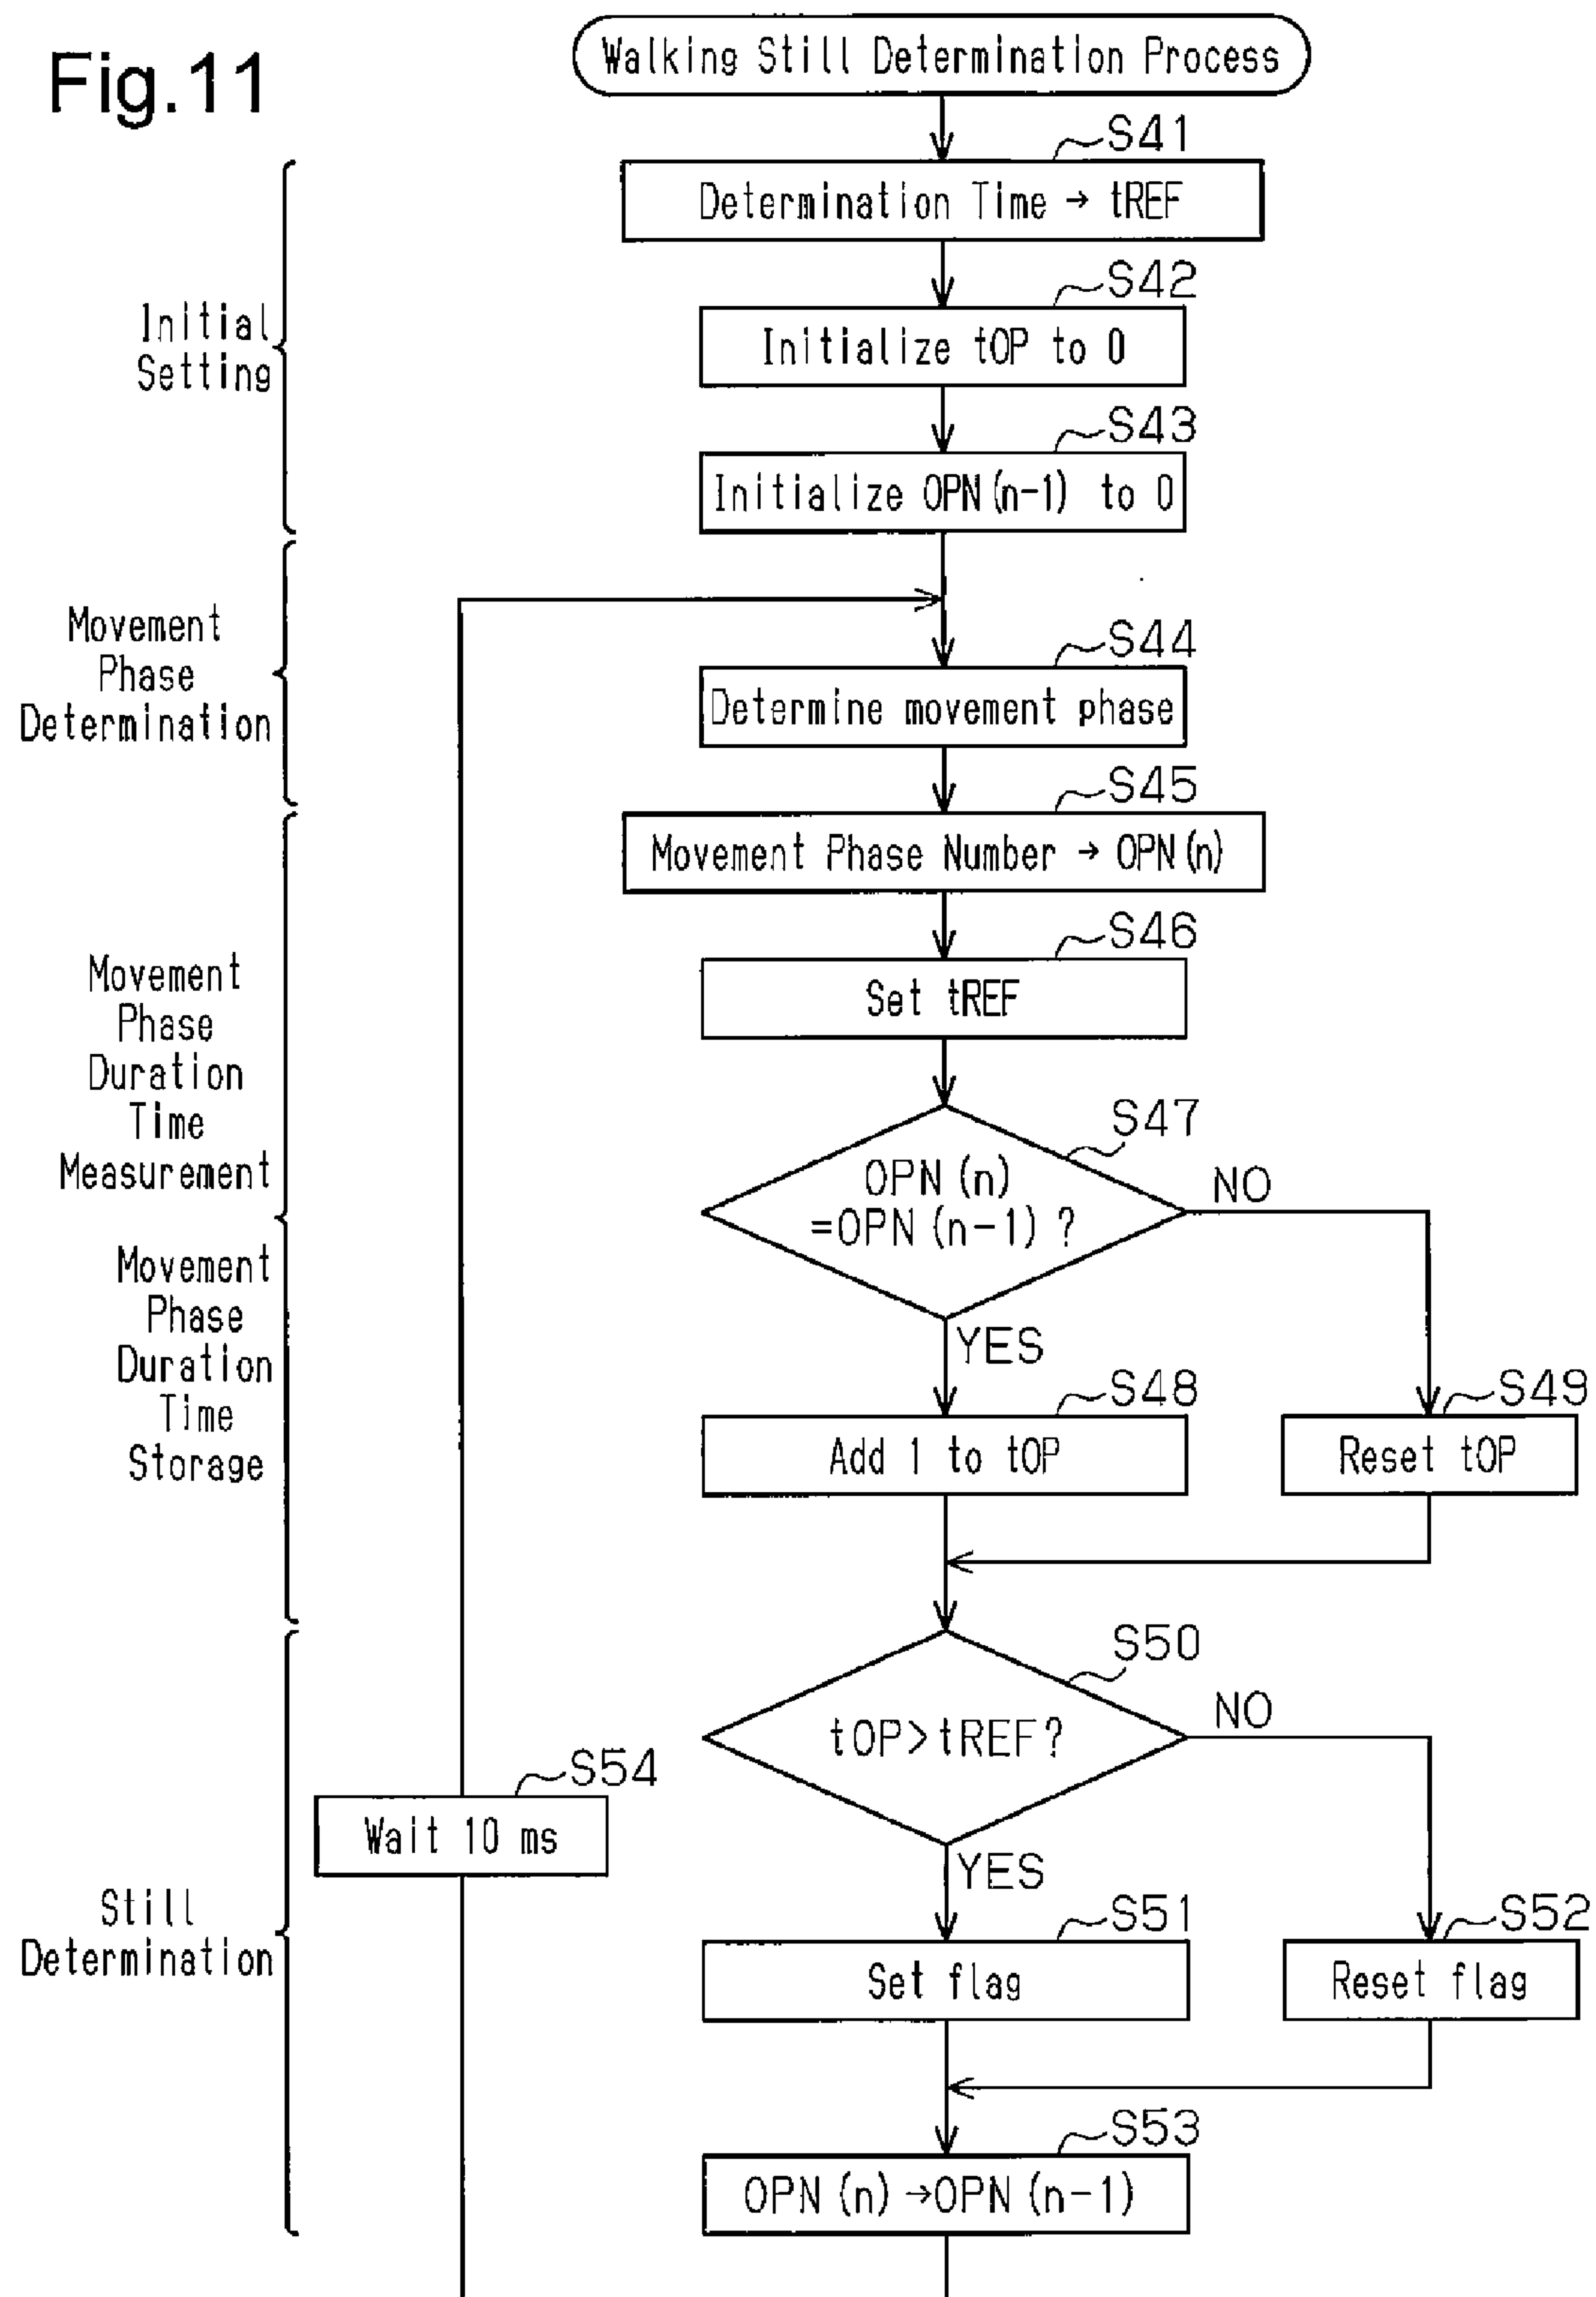 Fig.11
Walking Still Determination Process
S41
Determination Time → tREF
S42
Initialize tOP to 0
S43
Initialize OPN(n-1) to 0
Initial
Setting
S44
Determine movement phase
Movement
Phase
Determination
S45
Movement Phase Number → OPN(n)
S46
Set tREF
S47
OPN(n)
=OPN(n-1)?
NO
YES
S48
Add 1 to tOP
S49
Reset tOP
Movement
Phase
Duration
Time
Measurement
Movement
Phase
Duration
Time
Storage
S50
tOP>tREF?
NO
YES
S51
Set flag
S52
Reset flag
S53
OPN(n)→OPN(n-1)
S54
Wait 10 ms
Still
Determination